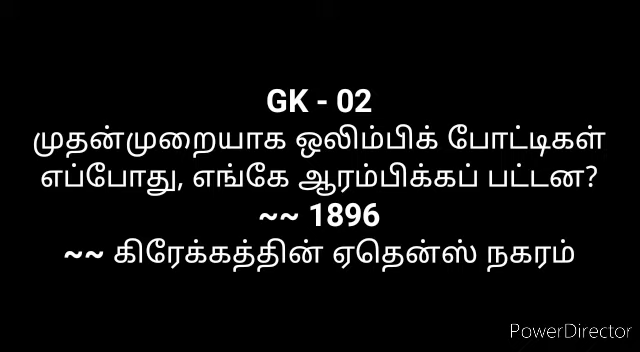 GK - 02
முதன்முறையாக ஒலிம்பிக் போட்டிகள்
எப்போது, எங்கே ஆரம்பிக்கப் பட்டன?
~~ 1896
~~ கிரேக்கத்தின் ஏதென்ஸ் நகரம்
PowerDirector